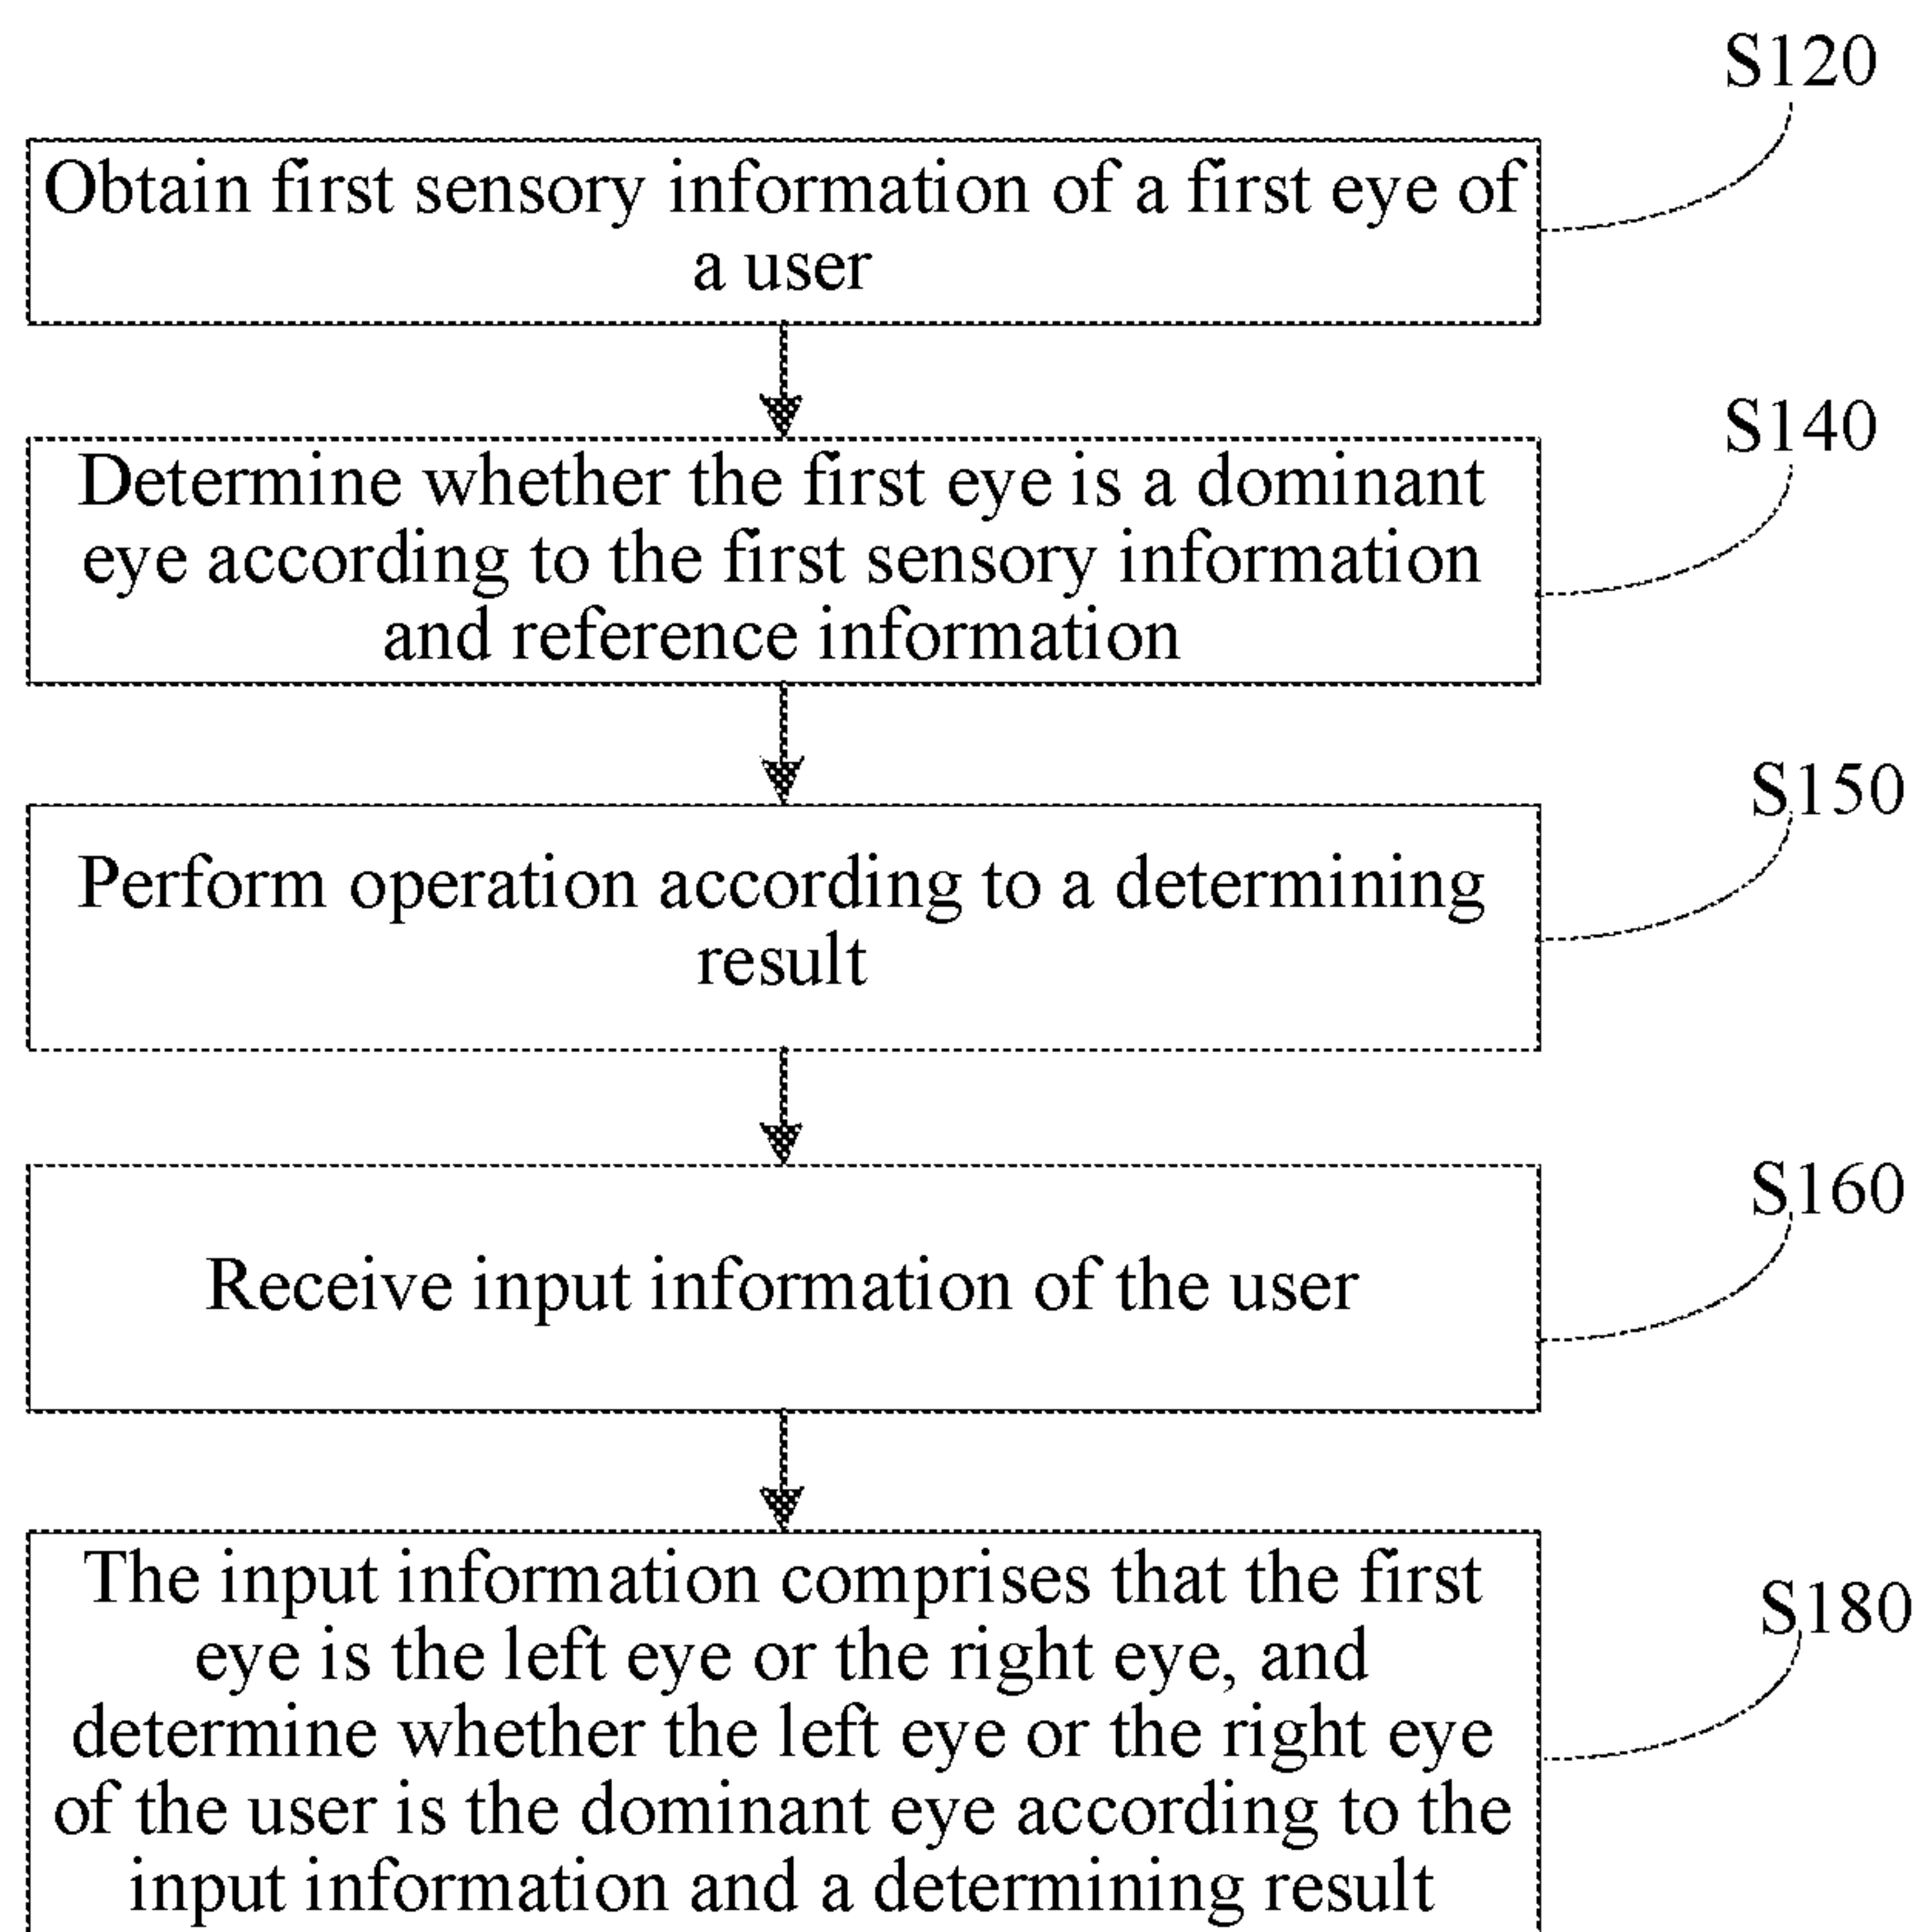 S120
Obtain first sensory information of a first eye of
a user
S140
Determine whether the first eye is a dominant
eye according to the first sensory information
and reference information
S150
Perform operation according to a determining
result
S160
Receive input information of the user
S180
The input information comprises that the first
eye is the left eye or the right eye, and
determine whether the left eye or the right eye
of the user is the dominant eye according to the
input information and a determining result